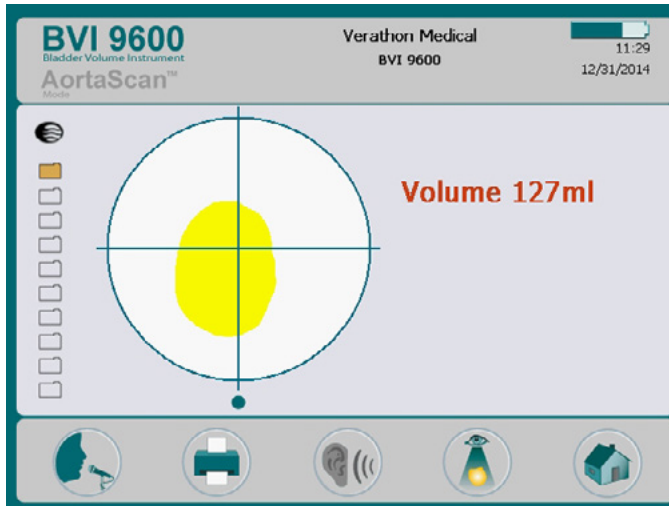 BVI 9600
Bladder Volume Instrument
AortaScan™
Mode
Verathon Medical
BVI 9600
11:29
12/31/2014
Volume 127ml